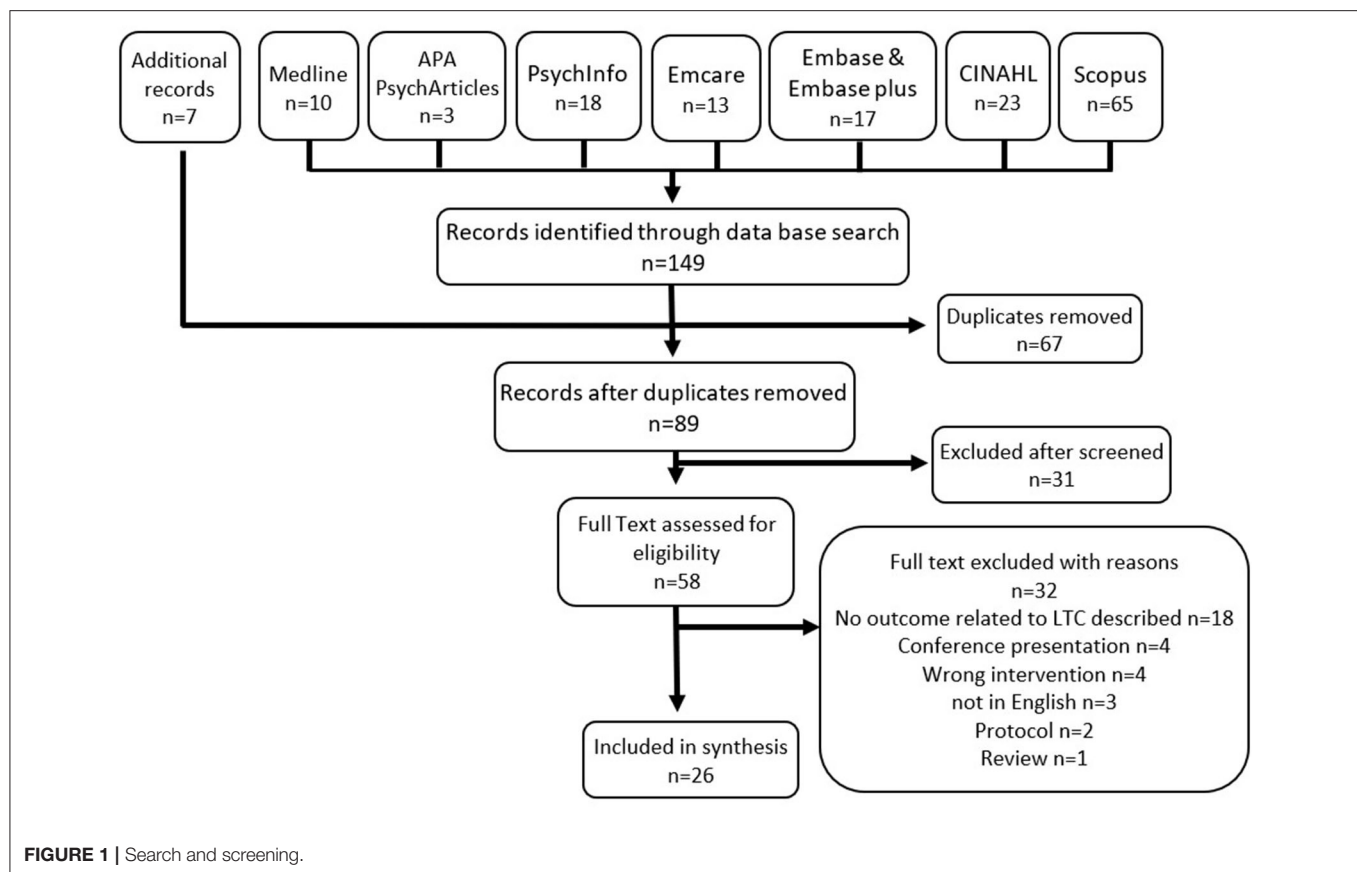 Additional
records
n=7
Medline
n=10
APA
PsychArticles
n=3
PsychInfo
n=18
Emcare
n=13
Embase &
Embase plus
n=17
CINAHL
n=23
Scopus
n=65
Records identified through data base search
n=149
Duplicates removed
n=67
Records after duplicates removed
n=89
Excluded after screened
n=31
Full Text assessed for
eligibility
n=58
Full text excluded with reasons
n=32
No outcome related to LTC described n=18
Conference presentation n=4
Wrong intervention n=4
not in English n=3
Protocol n=2
Review n=1
Included in synthesis
n=26
FIGURE 1 | Search and screening.